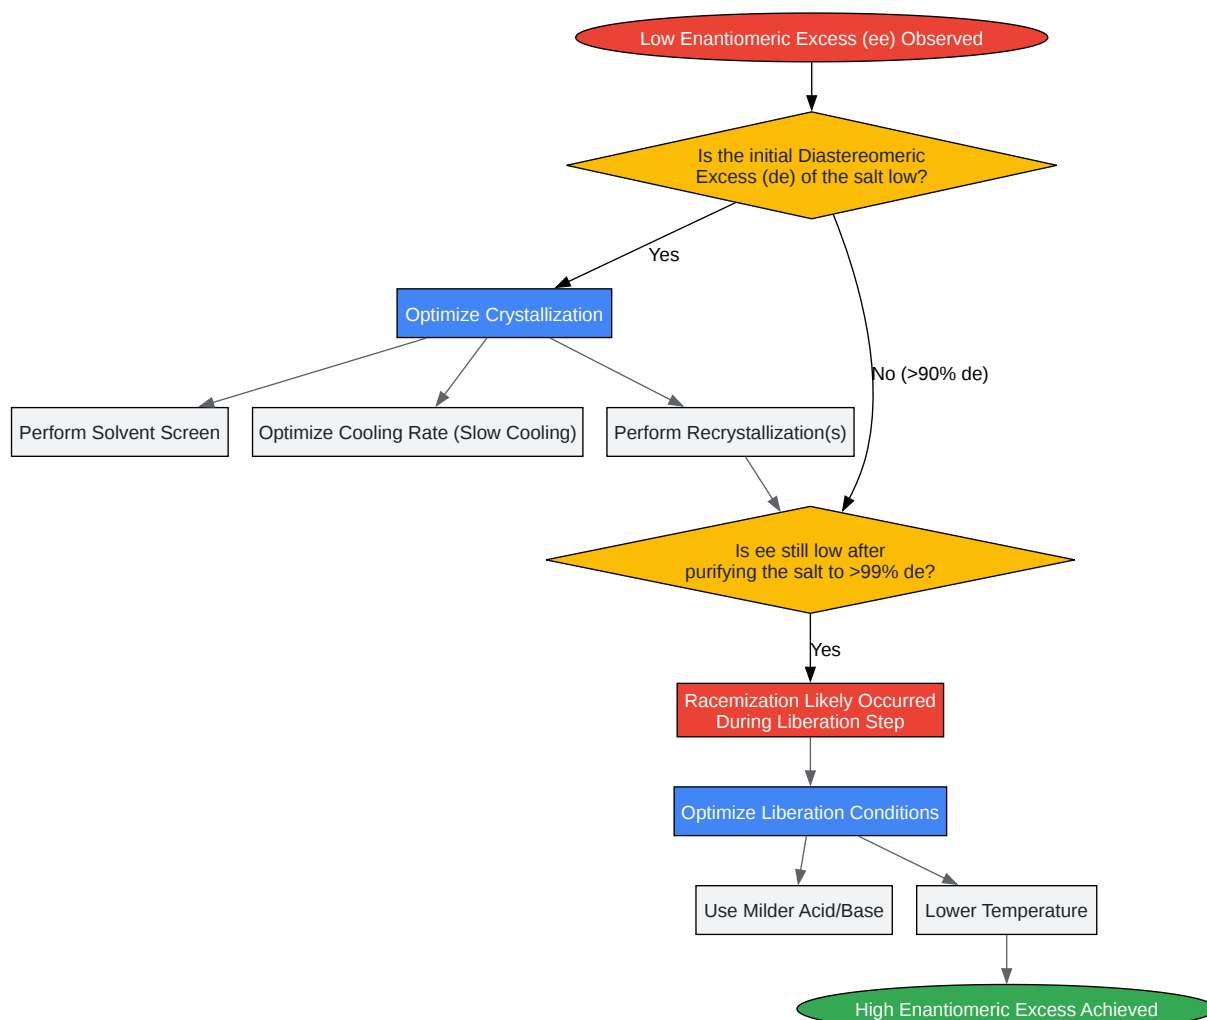 Low Enantiomeric Excess (ee) Observed
Is the initial Diastereomeric
Excess (de) of the salt low?
Yes
Optimize Crystallization
No (>90% de)
Perform Solvent Screen
Optimize Cooling Rate (Slow Cooling)
Perform Recrystallization(s)
Is ee still low after
purifying the salt to >99% de?
Yes
Racemization Likely Occurred
During Liberation Step
Optimize Liberation Conditions
Use Milder Acid/Base
Lower Temperature
High Enantiomeric Excess Achieved